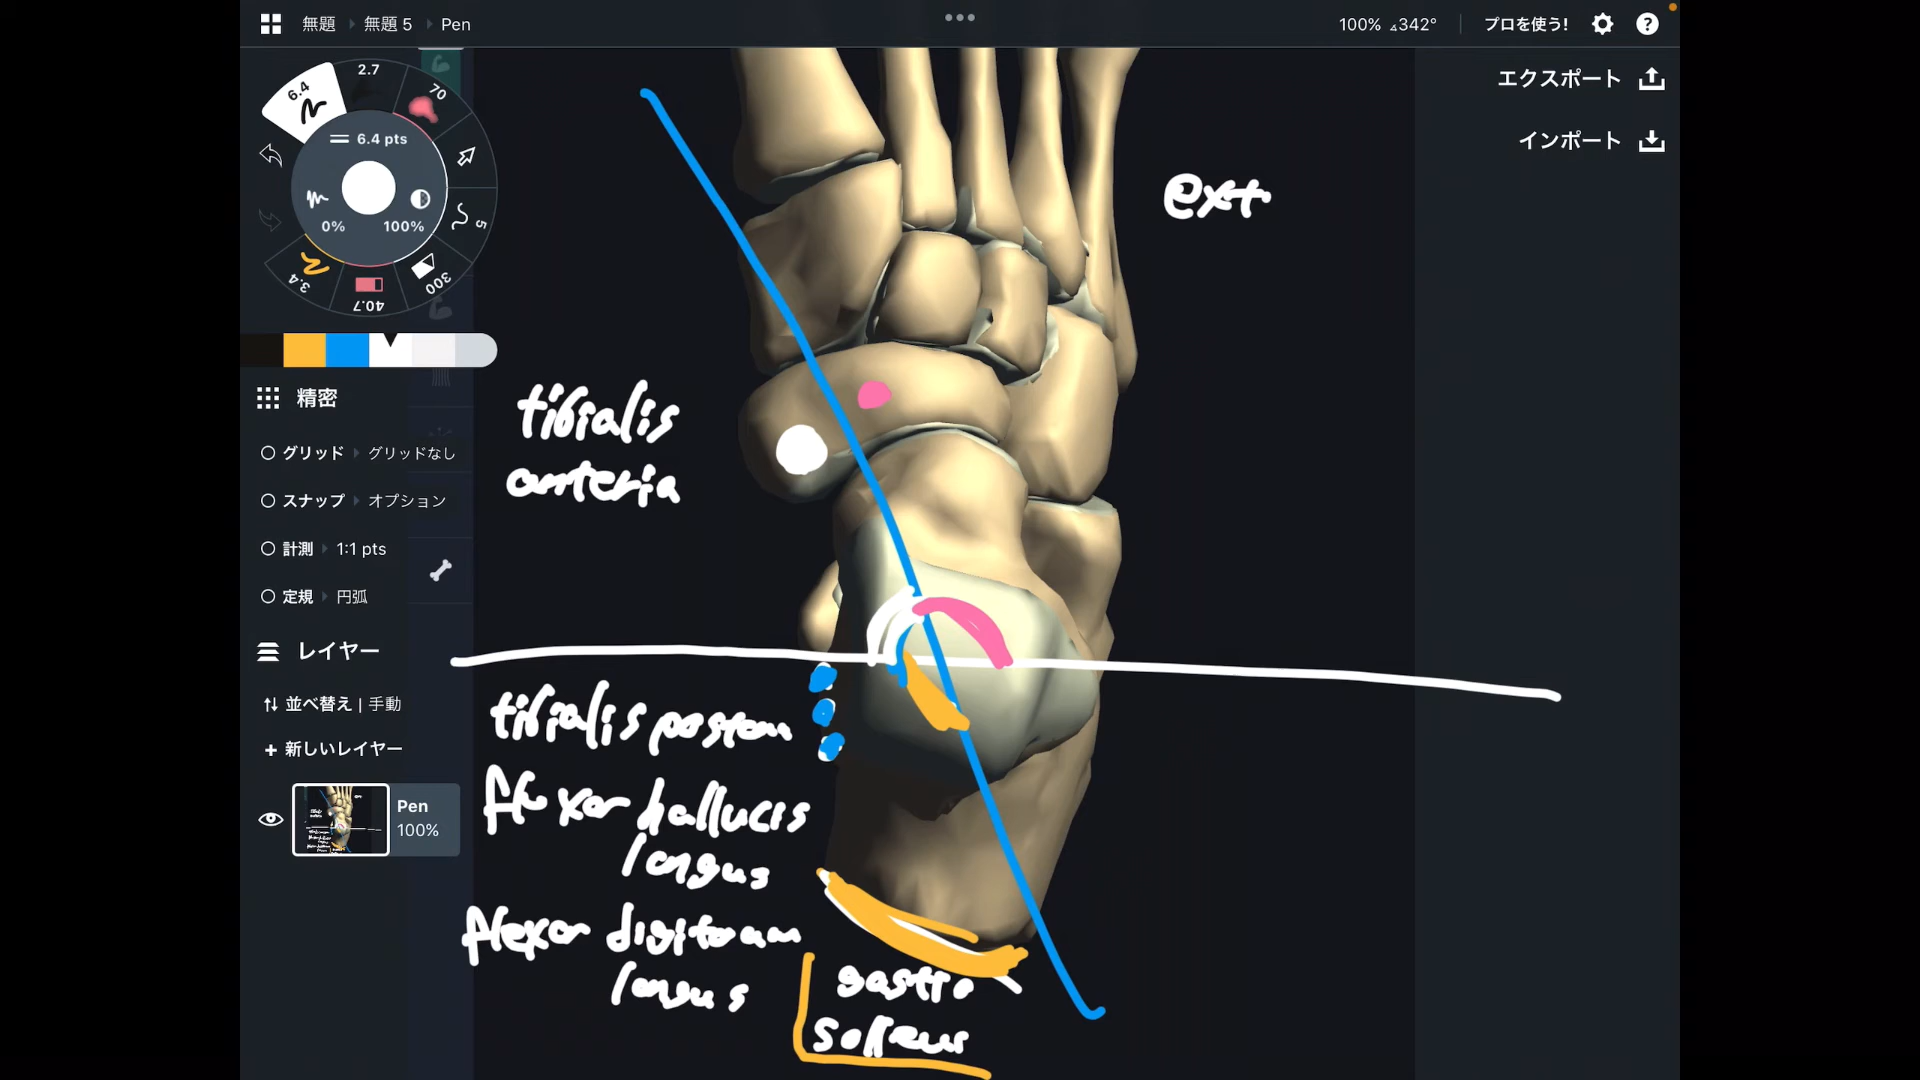 無題 無題 5 Pen
100% ⊿342° プロを使う! ?
エクスポート
インポート
2.7
6.4
70
6.4 pts
0% 100%
5
3.4
40.7
300
精密
グリッド グリッドなし
スナップ オプション
計測 1:1 pts
定規 円弧
レイヤー
並べ替え | 手動
+ 新しいレイヤー
Pen
100%
ext
tibialis
anteria
tibialis posteria
flexor hallucis
longus
flexor digitoram
longus
gastro
solleus